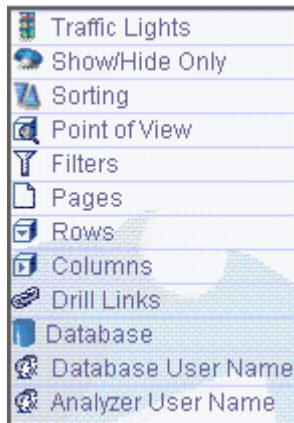 Traffic Lights
Show/Hide Only
Sorting
Point of View
Filters
Pages
Rows
Columns
Drill Links
Database
Database User Name
Analyzer User Name